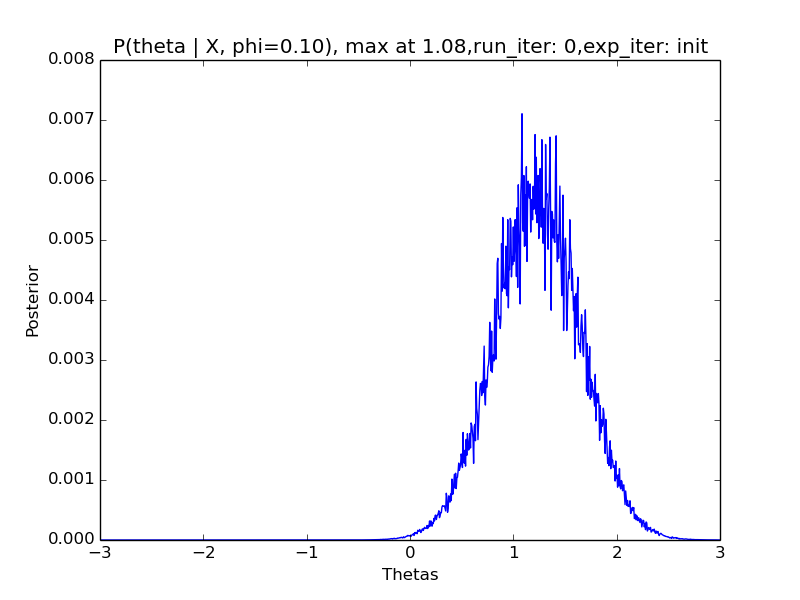 P(theta | X, phi=0.10), max at 1.08,run_iter: 0,exp_iter: init
0.008
0.007
0.006
0.005
0.004
0.003
0.002
0.001
0.000
Posterior
−3 −2 −1 0 1 2 3
Thetas